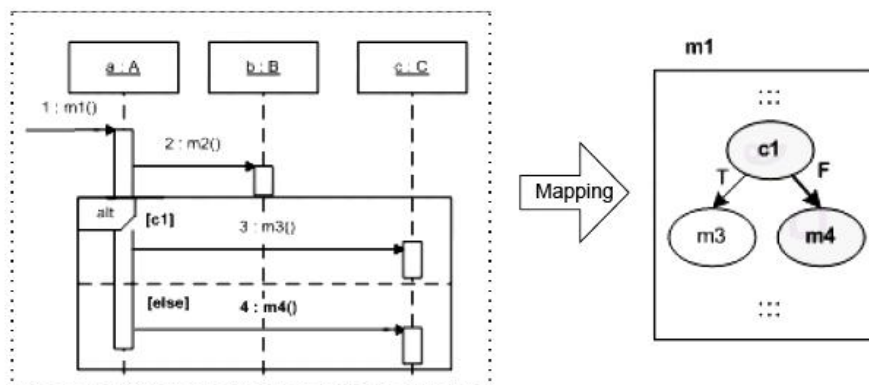 a : A
b : B
c : C
1 : m1()
2 : m2()
alt
[c1]
3 : m3()
[else]
4 : m4()
Mapping
m1
: : :
c1
T
F
m3
m4
: : :